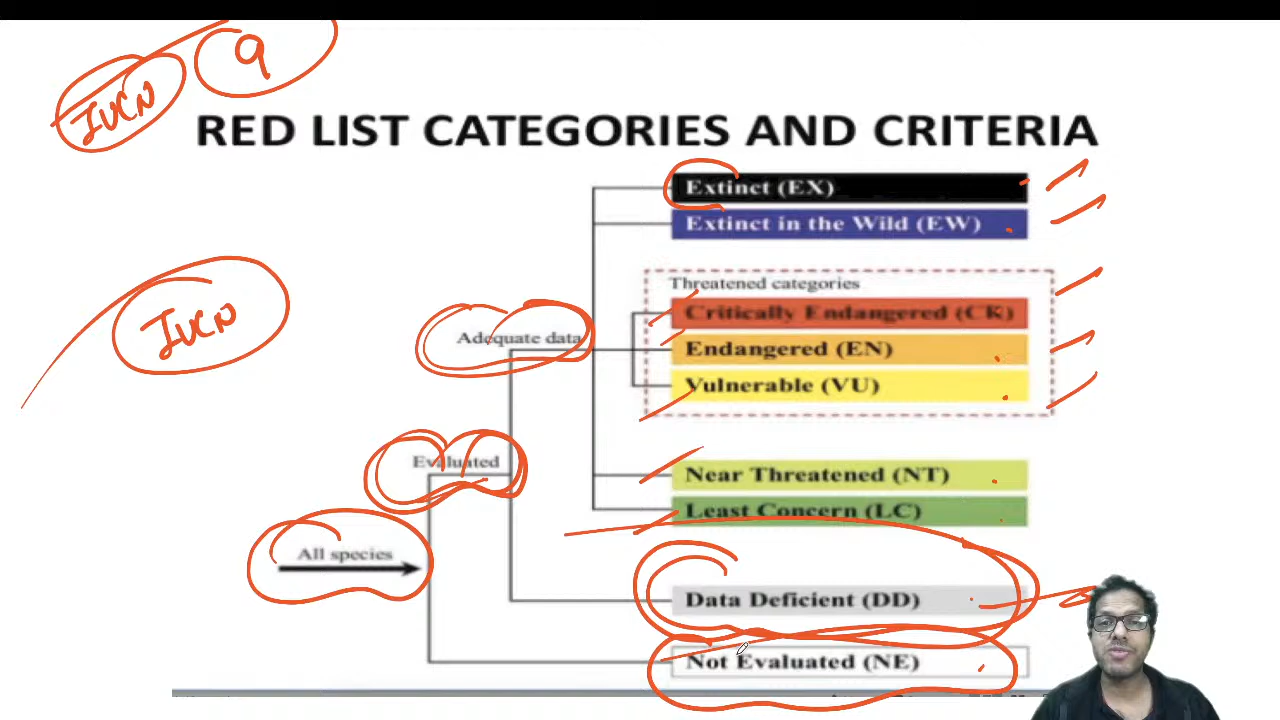 IUCN 9
RED LIST CATEGORIES AND CRITERIA
Extinct (EX)
Extinct in the Wild (EW)
Threatened categories
Critically Endangered (CK)
IUCN
Adequate data
Endangered (EN)
Vulnerable (VU)
Evaluated
Near Threatened (NT)
Least Concern (LC)
All species
Data Deficient (DD)
Not Evaluated (NE)